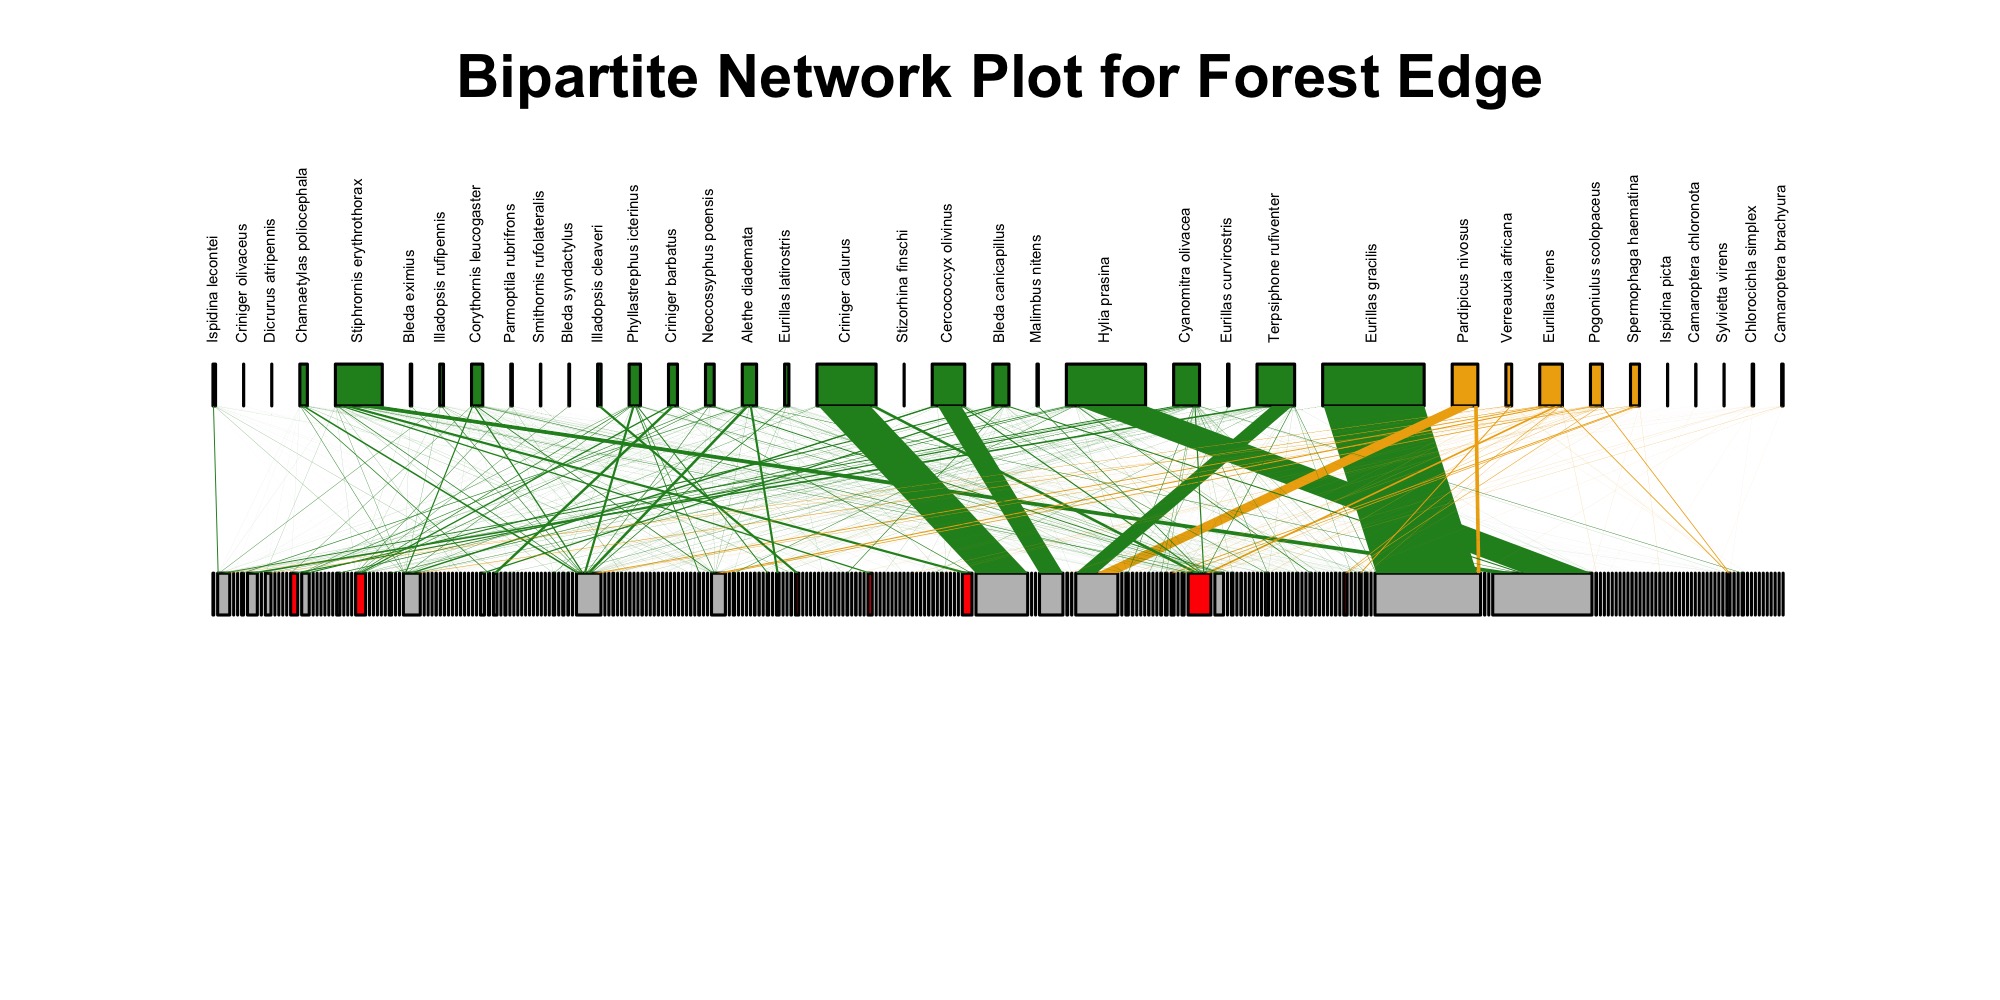 Bipartite Network Plot for Forest Edge
Ispidina lecontei
Criniger olivaceus
Dicrurus atripennis
Chamaetylas poliocephala
Stiphrornis erythrothorax
Bleda eximius
Illadopsis rufipennis
Corythornis leucogaster
Parmoptila rubrifrons
Smithornis rufolateralis
Bleda syndactylus
Illadopsis cleaveri
Phyllastrephus icterinus
Criniger barbatus
Neocossyphus poensis
Alethe diademata
Eurillas latirostris
Criniger calurus
Stizorhina finschi
Cercococcyx olivinus
Bleda canicapillus
Malimbus nitens
Hylia prasina
Cyanomitra olivacea
Eurillas curvirostris
Terpsiphone rufiventer
Eurillas gracilis
Pardipicus nivosus
Verreauxia africana
Eurillas virens
Pogoniulus scolopaceus
Spermophaga haematina
Ispidina picta
Camaroptera chloronota
Sylvietta virens
Chlorocichla simplex
Camaroptera brachyura